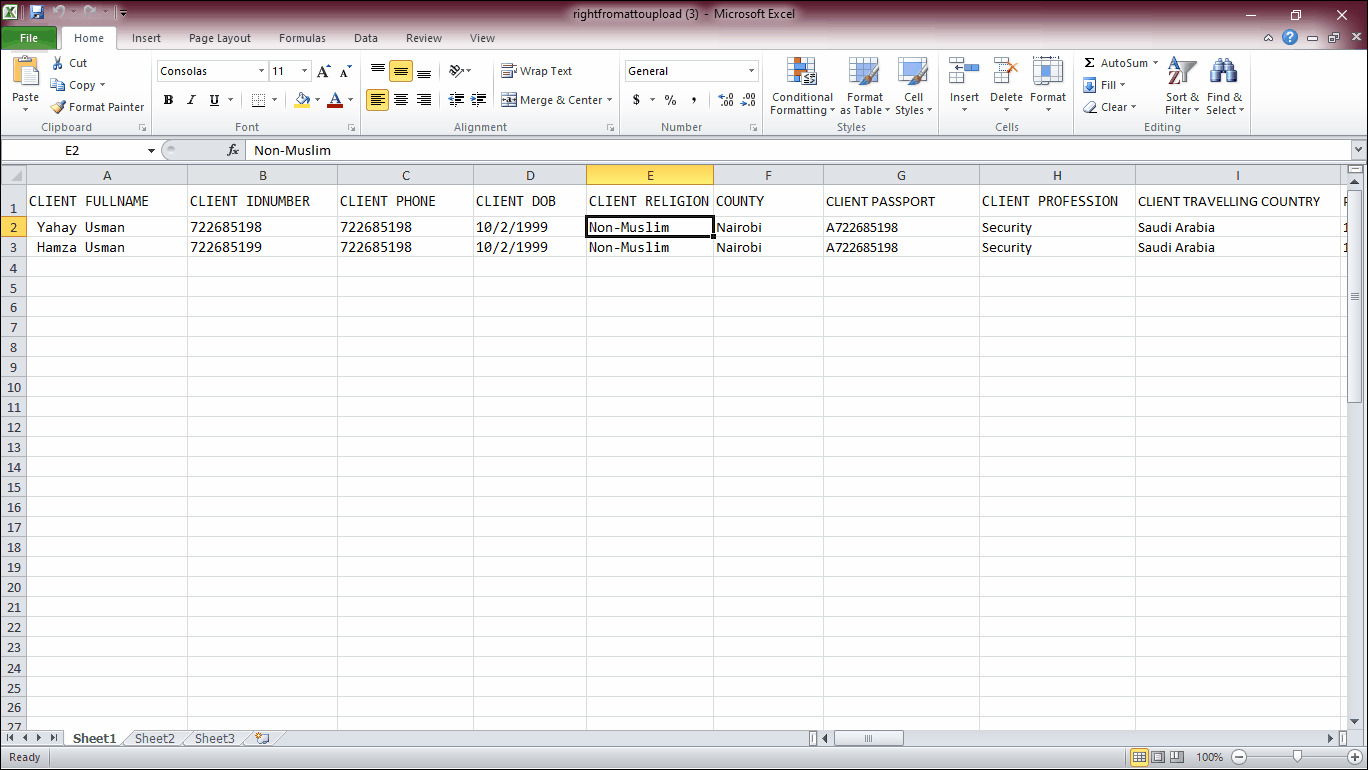 rightfromattoupload (3) - Microsoft Excel
File Home Insert Page Layout Formulas Data Review View
Paste Cut Copy Format Painter Clipboard
Consolas 11 A A B I U A Font
Wrap Text Merge & Center Alignment
General $ % , .0 .00 .00 .0 Number
Conditional Formatting Format as Table Cell Styles Styles
Insert Delete Format Cells
Σ AutoSum Fill Clear Sort & Filter Find & Select Editing
E2 fx Non-Muslim
A B C D E F G H I
1 CLIENT FULLNAME CLIENT IDNUMBER CLIENT PHONE CLIENT DOB CLIENT RELIGION COUNTY CLIENT PASSPORT CLIENT PROFESSION CLIENT TRAVELLING COUNTRY
2 Yahay Usman 722685198 722685198 10/2/1999 Non-Muslim Nairobi A722685198 Security Saudi Arabia
3 Hamza Usman 722685199 722685198 10/2/1999 Non-Muslim Nairobi A722685198 Security Saudi Arabia
4
5
6
7
8
9
10
11
12
13
14
15
16
17
18
19
20
21
22
23
24
25
26
27
Sheet1 Sheet2 Sheet3
Ready 100%